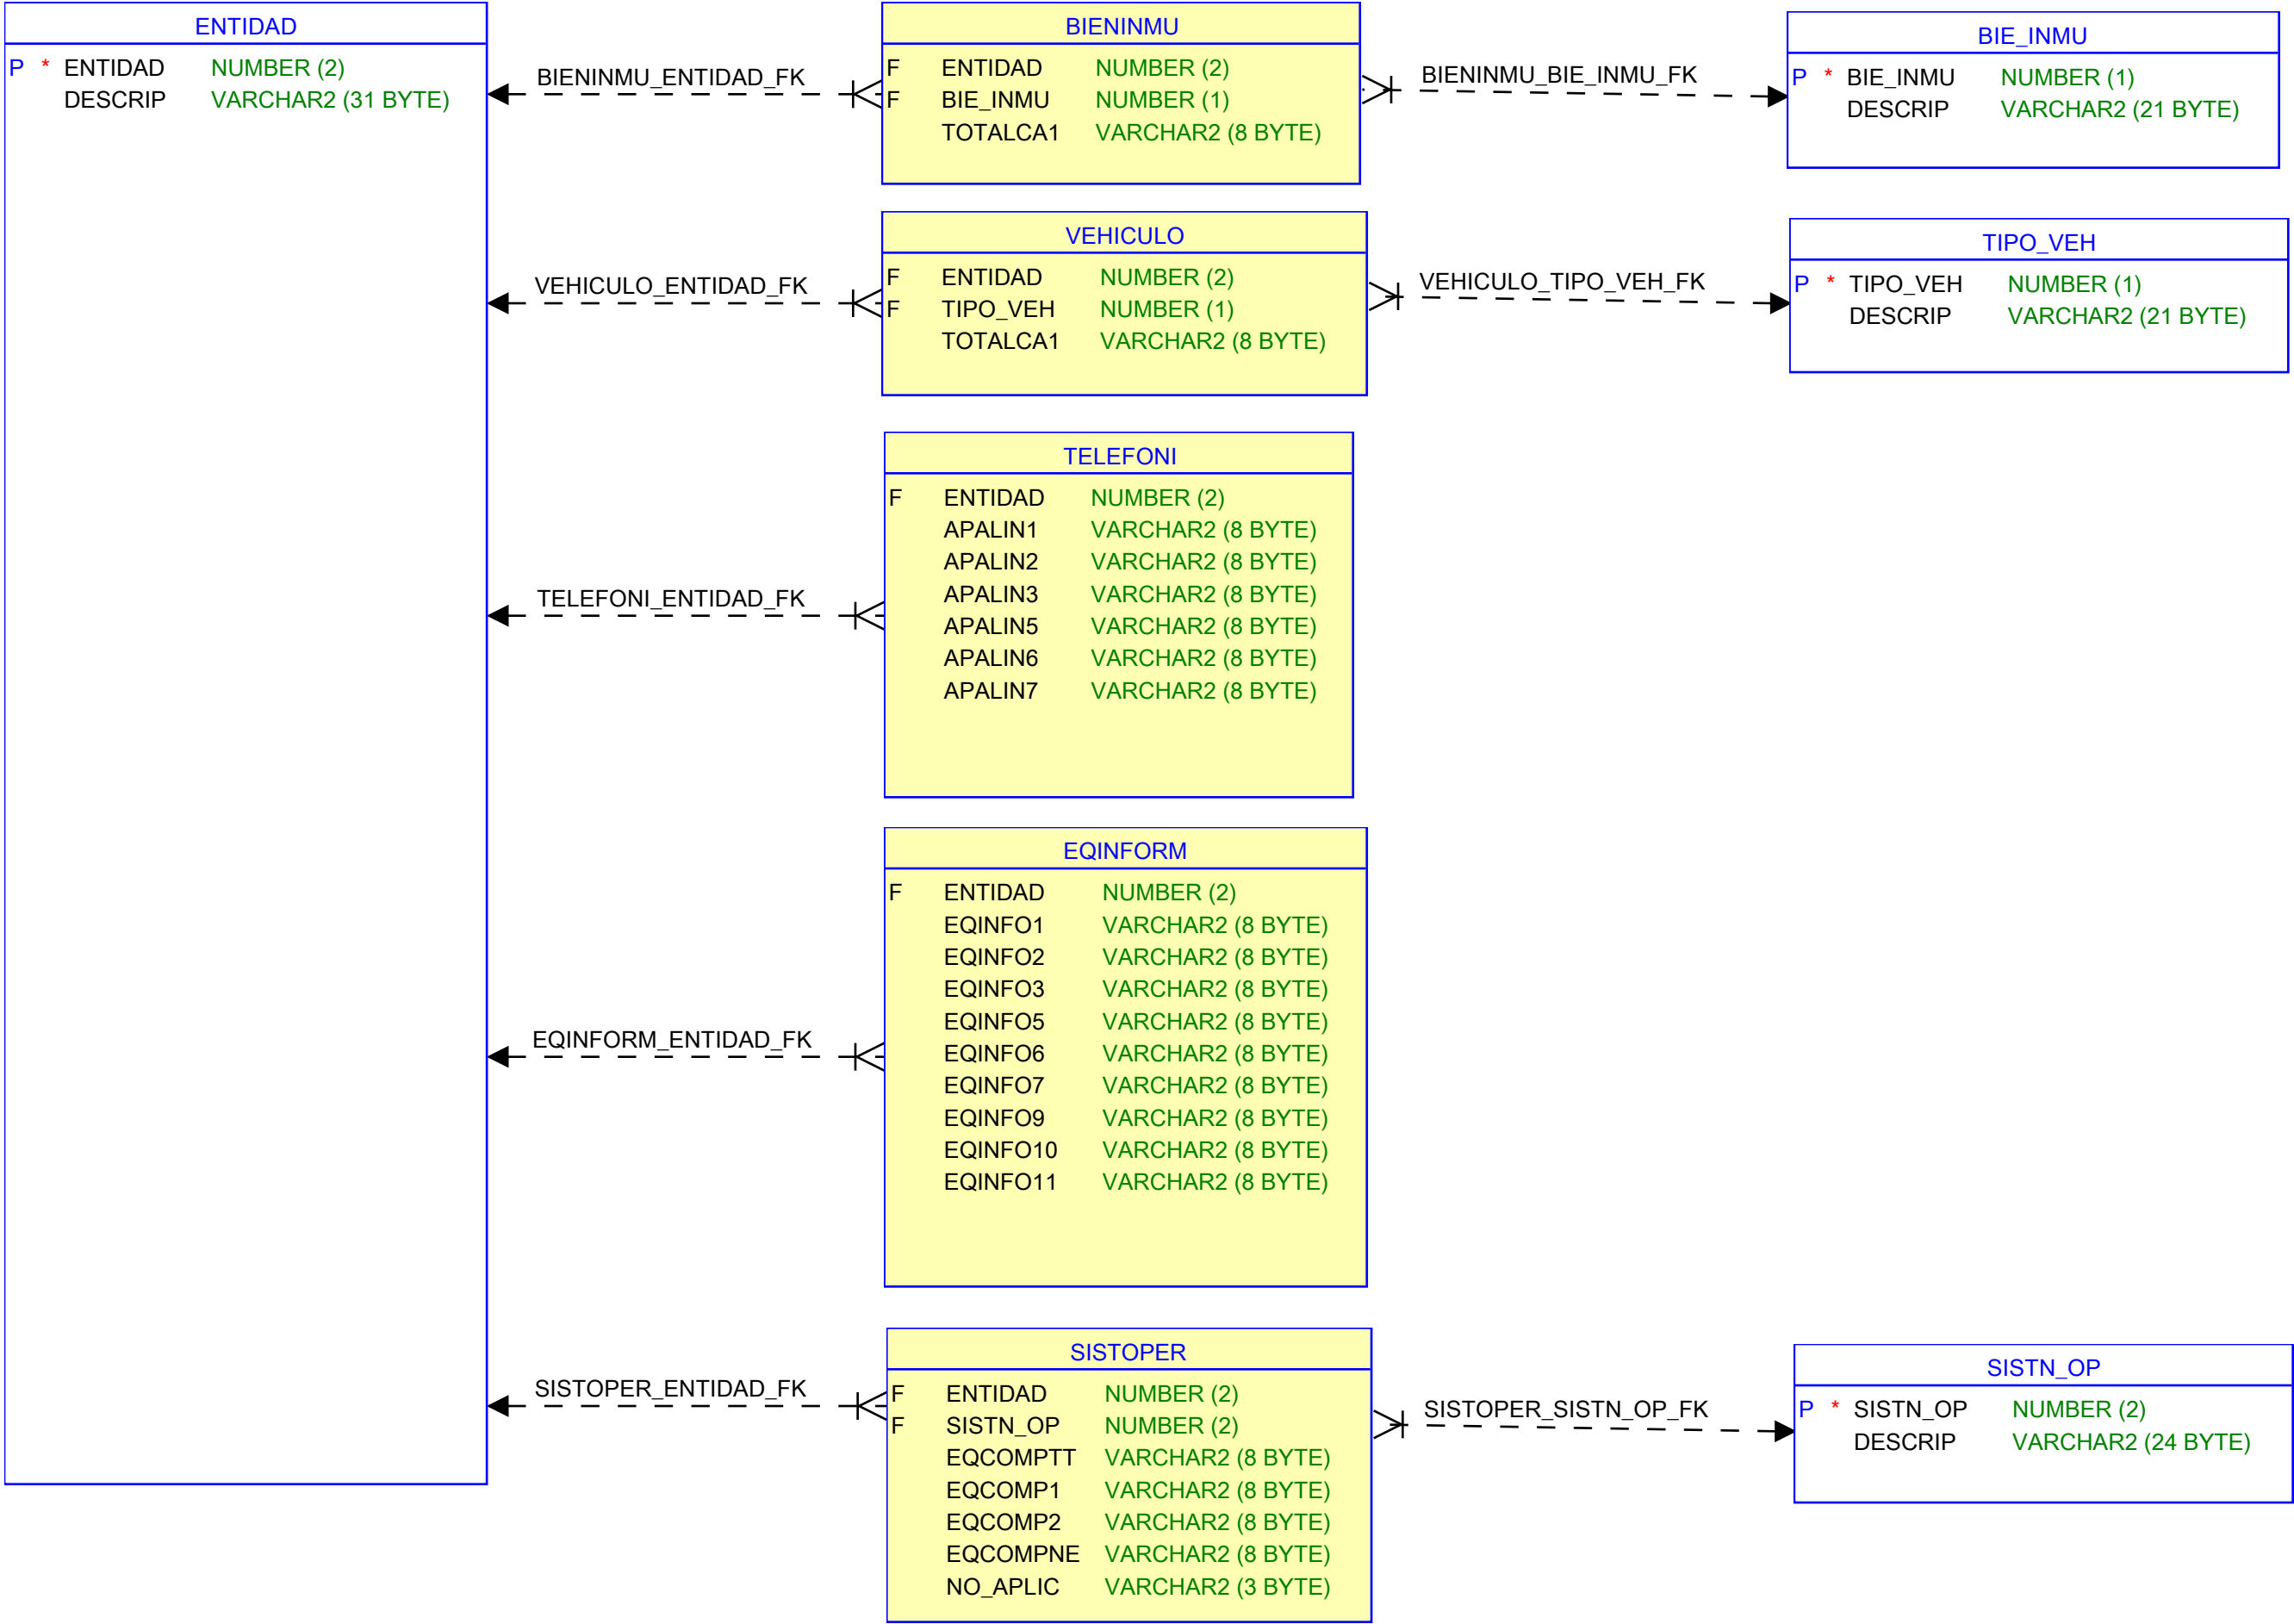 ENTIDAD
P * ENTIDAD NUMBER (2)
DESCRIP VARCHAR2 (31 BYTE)
BIENINMU_ENTIDAD_FK
BIENINMU
F ENTIDAD NUMBER (2)
F BIE_INMU NUMBER (1)
TOTALCA1 VARCHAR2 (8 BYTE)
BIENINMU_BIE_INMU_FK
BIE_INMU
P * BIE_INMU NUMBER (1)
DESCRIP VARCHAR2 (21 BYTE)
VEHICULO_ENTIDAD_FK
VEHICULO
F ENTIDAD NUMBER (2)
F TIPO_VEH NUMBER (1)
TOTALCA1 VARCHAR2 (8 BYTE)
VEHICULO_TIPO_VEH_FK
TIPO_VEH
P * TIPO_VEH NUMBER (1)
DESCRIP VARCHAR2 (21 BYTE)
TELEFONI_ENTIDAD_FK
TELEFONI
F ENTIDAD NUMBER (2)
APALIN1 VARCHAR2 (8 BYTE)
APALIN2 VARCHAR2 (8 BYTE)
APALIN3 VARCHAR2 (8 BYTE)
APALIN5 VARCHAR2 (8 BYTE)
APALIN6 VARCHAR2 (8 BYTE)
APALIN7 VARCHAR2 (8 BYTE)
EQINFORM_ENTIDAD_FK
EQINFORM
F ENTIDAD NUMBER (2)
EQINFO1 VARCHAR2 (8 BYTE)
EQINFO2 VARCHAR2 (8 BYTE)
EQINFO3 VARCHAR2 (8 BYTE)
EQINFO5 VARCHAR2 (8 BYTE)
EQINFO6 VARCHAR2 (8 BYTE)
EQINFO7 VARCHAR2 (8 BYTE)
EQINFO9 VARCHAR2 (8 BYTE)
EQINFO10 VARCHAR2 (8 BYTE)
EQINFO11 VARCHAR2 (8 BYTE)
SISTOPER_ENTIDAD_FK
SISTOPER
F ENTIDAD NUMBER (2)
F SISTN_OP NUMBER (2)
EQCOMPTT VARCHAR2 (8 BYTE)
EQCOMP1 VARCHAR2 (8 BYTE)
EQCOMP2 VARCHAR2 (8 BYTE)
EQCOMPNE VARCHAR2 (8 BYTE)
NO_APLIC VARCHAR2 (3 BYTE)
SISTOPER_SISTN_OP_FK
SISTN_OP
P * SISTN_OP NUMBER (2)
DESCRIP VARCHAR2 (24 BYTE)